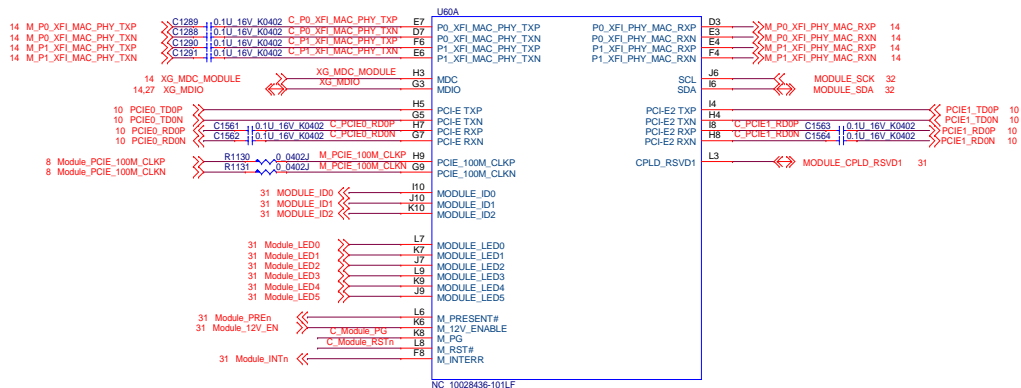 U60A
14 M_P0_XFI_MAC_PHY_TXP C1289 0.1U_16V_K0402 C_P0_XFI_MAC_PHY_TXP E7 P0_XFI_MAC_PHY_TXP P0_XFI_PHY_MAC_RXP D3 M_P0_XFI_PHY_MAC_RXP 14
14 M_P0_XFI_MAC_PHY_TXN C1288 0.1U_16V_K0402 C_P0_XFI_MAC_PHY_TXN D7 P0_XFI_MAC_PHY_TXN P0_XFI_PHY_MAC_RXN E3 M_P0_XFI_PHY_MAC_RXN 14
14 M_P1_XFI_MAC_PHY_TXP C1290 0.1U_16V_K0402 C_P1_XFI_MAC_PHY_TXP F6 P1_XFI_MAC_PHY_TXP P1_XFI_PHY_MAC_RXP E4 M_P1_XFI_PHY_MAC_RXP 14
14 M_P1_XFI_MAC_PHY_TXN C1291 0.1U_16V_K0402 C_P1_XFI_MAC_PHY_TXN E6 P1_XFI_MAC_PHY_TXN P1_XFI_PHY_MAC_RXN F4 M_P1_XFI_PHY_MAC_RXN 14
14 XG_MDC_MODULE XG_MDC_MODULE H3 MDC SCL J6 MODULE_SCK 32
14,27 XG_MDIO XG_MDIO G3 MDIO SDA I6 MODULE_SDA 32
10 PCIE0_TD0P H5 PCI-E TXP PCI-E2 TXP I4 PCIE1_TD0P 10
10 PCIE0_TD0N G5 PCI-E TXN PCI-E2 TXN H4 PCIE1_TD0N 10
10 PCIE0_RD0P C1561 0.1U_16V_K0402 C_PCIE0_RD0P H7 PCI-E RXP PCI-E2 RXP I8 C_PCIE1_RD0P C1563 0.1U_16V_K0402 PCIE1_RD0P 10
10 PCIE0_RD0N C1562 0.1U_16V_K0402 C_PCIE0_RD0N G7 PCI-E RXN PCI-E2 RXN H8 C_PCIE1_RD0N C1564 0.1U_16V_K0402 PCIE1_RD0N 10
8 Module_PCIE_100M_CLKP R1130 0_0402J M_PCIE_100M_CLKP H9 PCIE_100M_CLKP CPLD_RSVD1 L3 MODULE_CPLD_RSVD1 31
8 Module_PCIE_100M_CLKN R1131 0_0402J M_PCIE_100M_CLKN G9 PCIE_100M_CLKN
31 MODULE_ID0 I10 MODULE_ID0
31 MODULE_ID1 J10 MODULE_ID1
31 MODULE_ID2 K10 MODULE_ID2
31 Module_LED0 L7 MODULE_LED0
31 Module_LED1 K7 MODULE_LED1
31 Module_LED2 J7 MODULE_LED2
31 Module_LED3 L9 MODULE_LED3
31 Module_LED4 K9 MODULE_LED4
31 Module_LED5 J9 MODULE_LED5
31 Module_PREn L6 M_PRESENT#
31 Module_12V_EN K6 M_12V_ENABLE
C_Module_PG K8 M_PG
C_Module_RSTn L8 M_RST#
31 Module_INTn F8 M_INTERR
NC_10028436-101LF